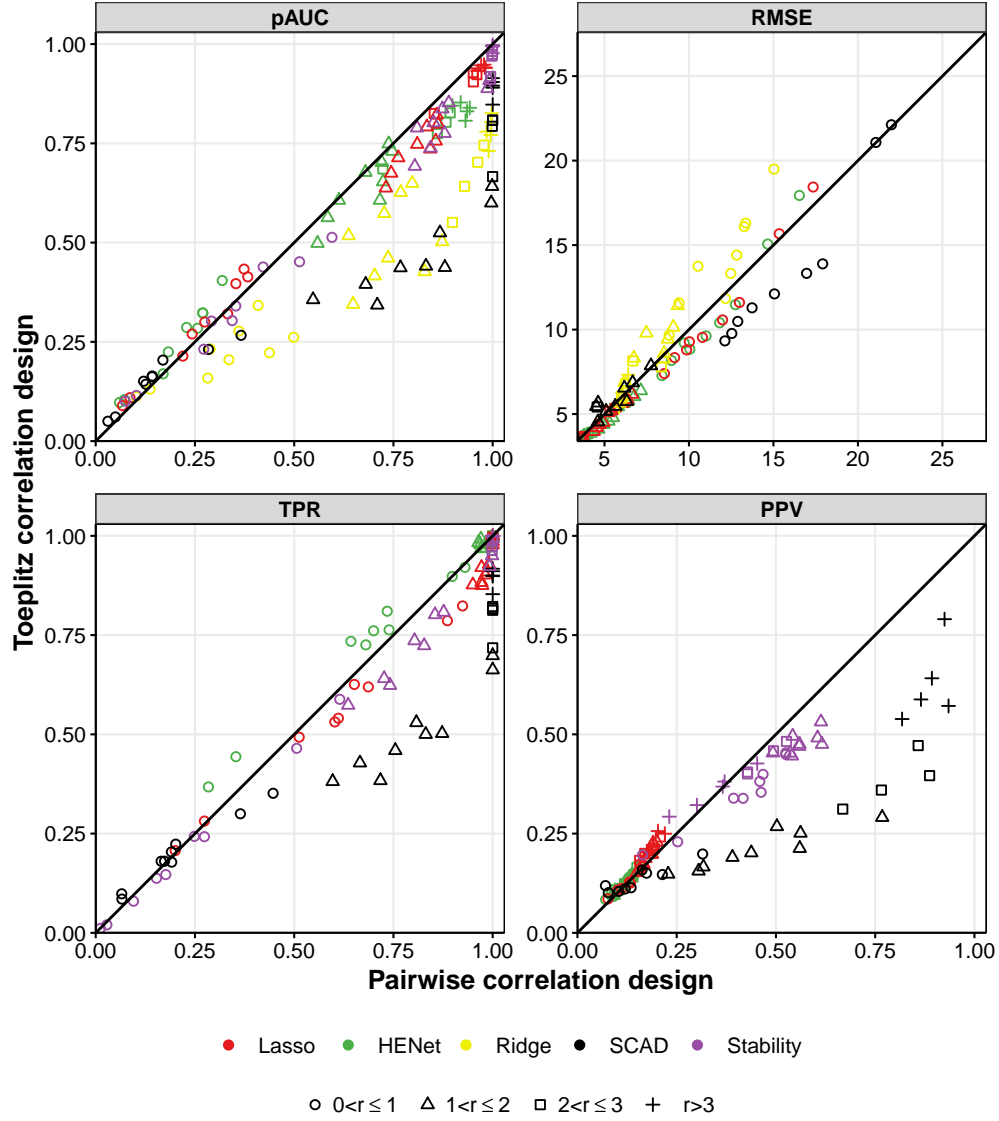 pAUC
RMSE
1.00
0.75
0.50
0.25
0.00
0.00 0.25 0.50 0.75 1.00
25
20
15
10
5
5 10 15 20 25
TPR
PPV
1.00
0.75
0.50
0.25
0.00
0.00 0.25 0.50 0.75 1.00
1.00
0.75
0.50
0.25
0.00
0.00 0.25 0.50 0.75 1.00
Toeplitz correlation design
Pairwise correlation design
Lasso HENet Ridge SCAD Stability
0<r ≤ 1 1<r ≤ 2 2<r ≤ 3 r>3